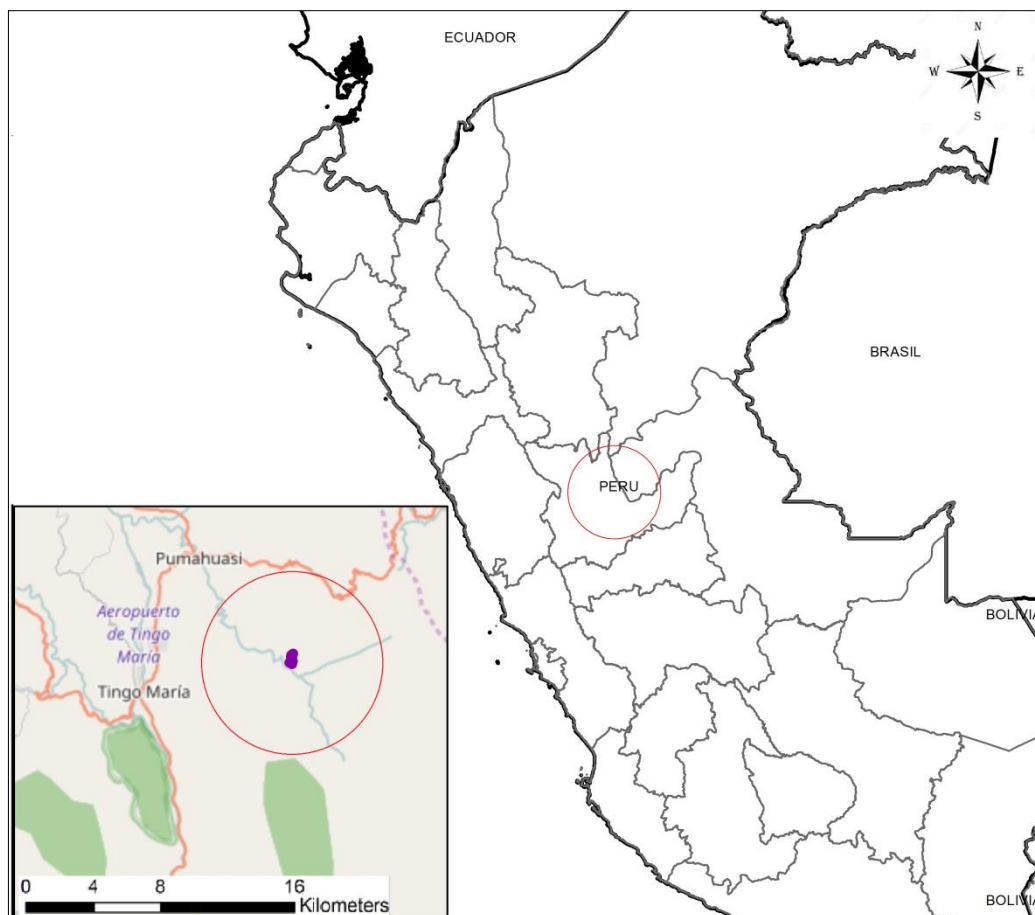 ECUADOR
N
W E
S
BRASIL
PERU
BOLIVIA
Pumahuasi
Aeropuerto
de Tingo
María
Tingo María
0 4 8 16
Kilometers
BOLIVIA